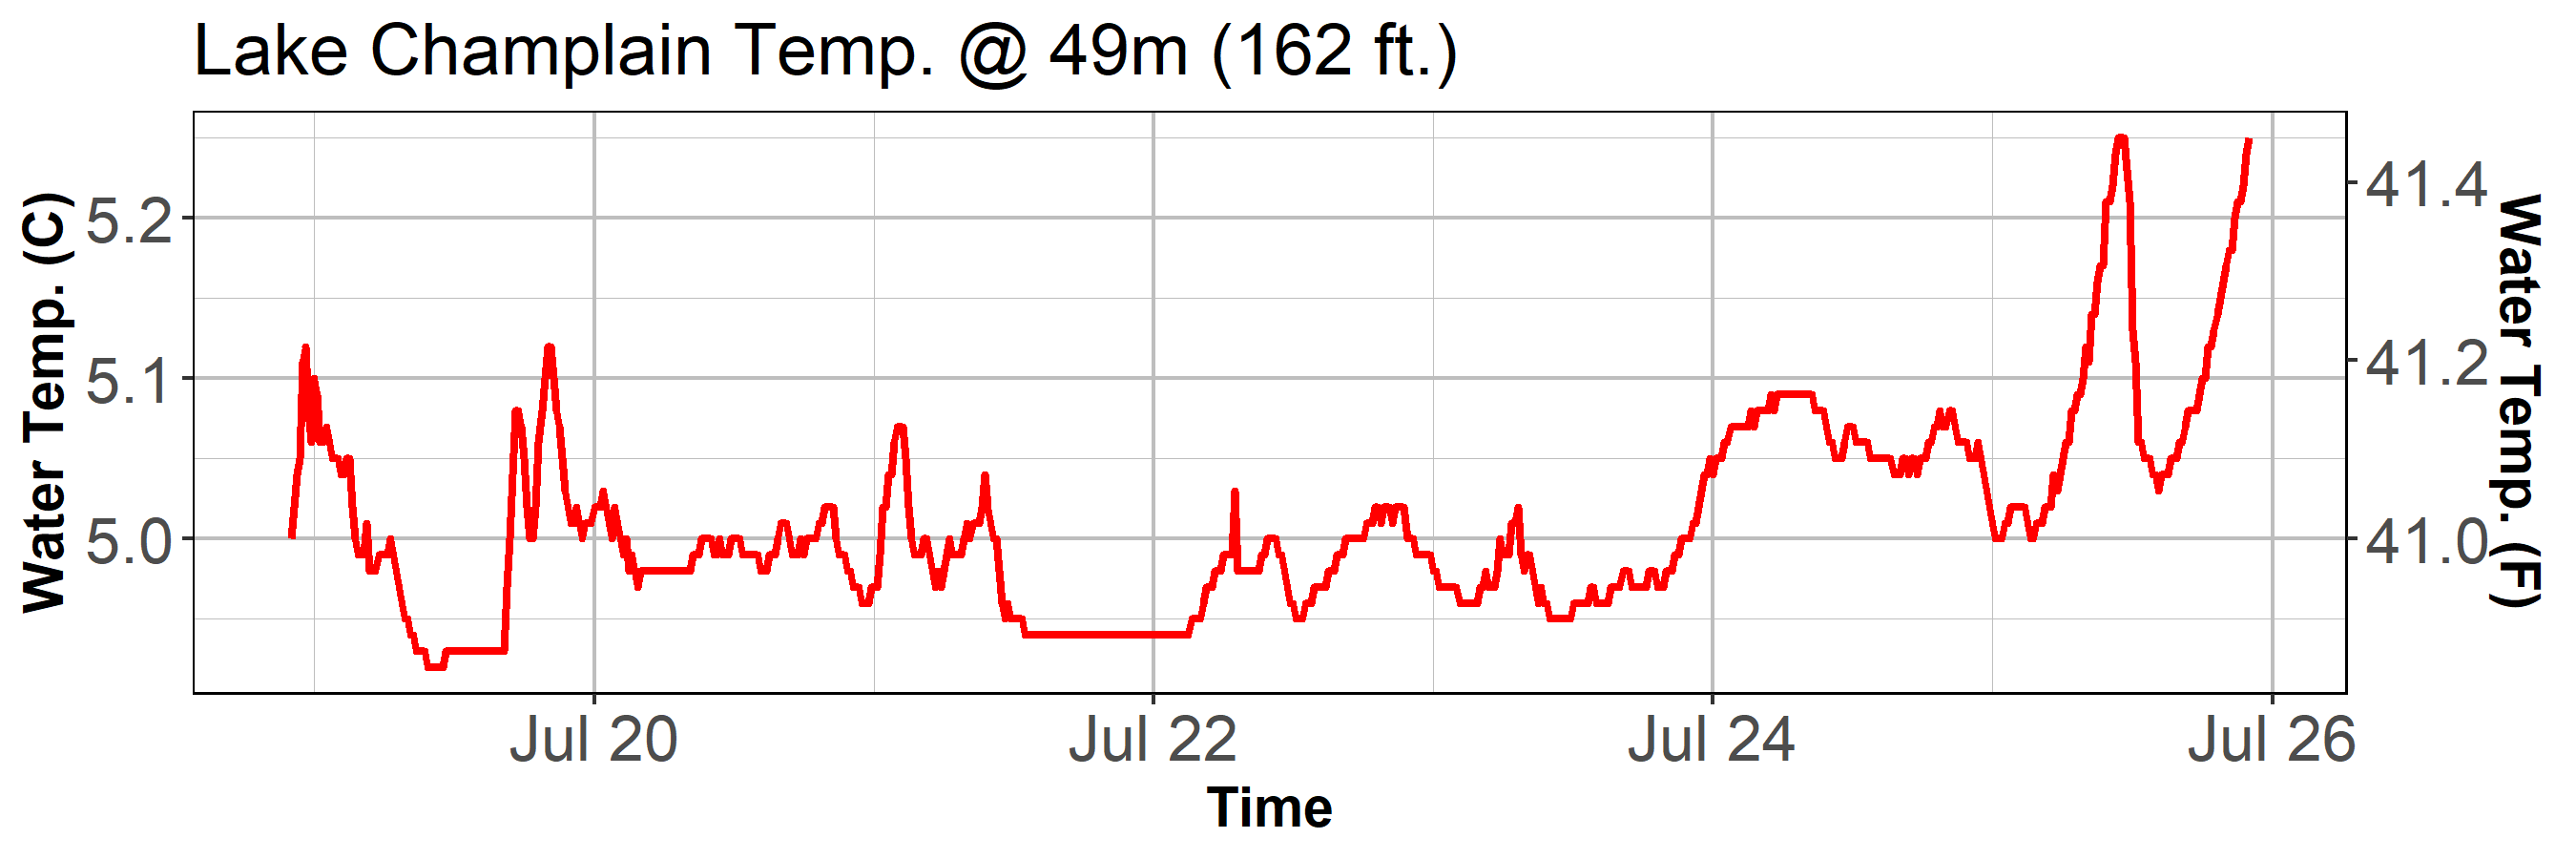 Lake Champlain Temp. @ 49m (162 ft.)
Water Temp. (C)
5.2
5.1
5.0
41.4
41.2
41.0
Water Temp. (F)
Jul 20
Jul 22
Jul 24
Jul 26
Time